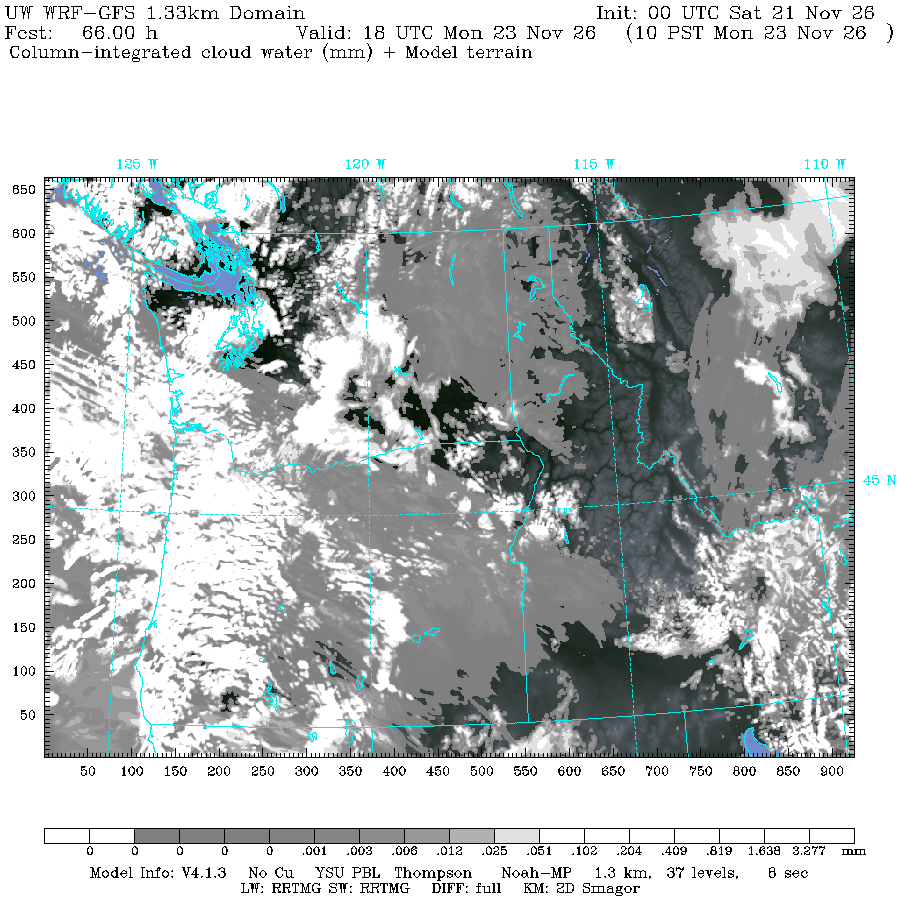 UW WRF-GFS 1.33km Domain Init: 00 UTC Sat 21 Nov 26
Fcst: 66.00 h Valid: 18 UTC Mon 23 Nov 26 (10 PST Mon 23 Nov 26 )
Column-integrated cloud water (mm) + Model terrain
125 W 120 W 115 W 110 W
650
600
550
500
450
400
350
45 N
300
250
200
150
100
50
50 100 150 200 250 300 350 400 450 500 550 600 650 700 750 800 850 900
0 0 0 0 0 .001 .003 .006 .012 .025 .051 .102 .204 .409 .819 1.638 3.277 mm
Model Info: V4.1.3 No Cu YSU PBL Thompson Noah-MP 1.3 km, 37 levels, 8 sec
LW: RRTMG SW: RRTMG DIFF: full KM: 2D Smagor